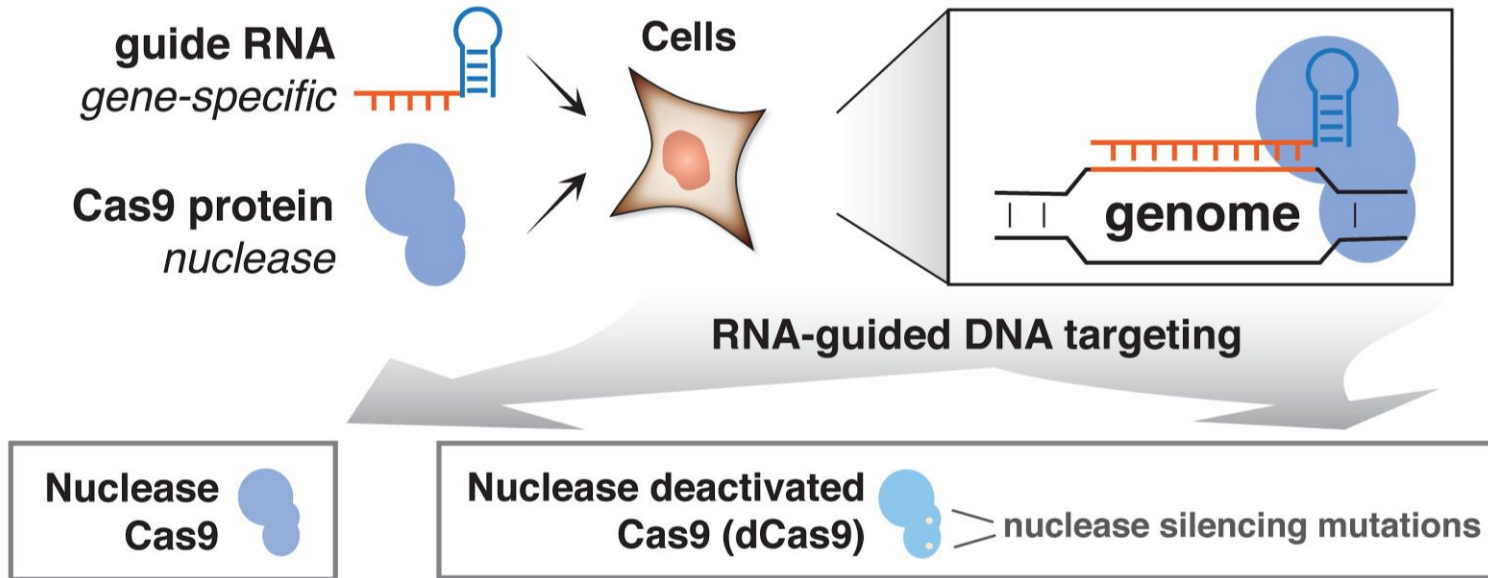 guide RNA
gene-specific
Cas9 protein
nuclease
Cells
genome
RNA-guided DNA targeting
Nuclease
Cas9
Nuclease deactivated
Cas9 (dCas9)
nuclease silencing mutations